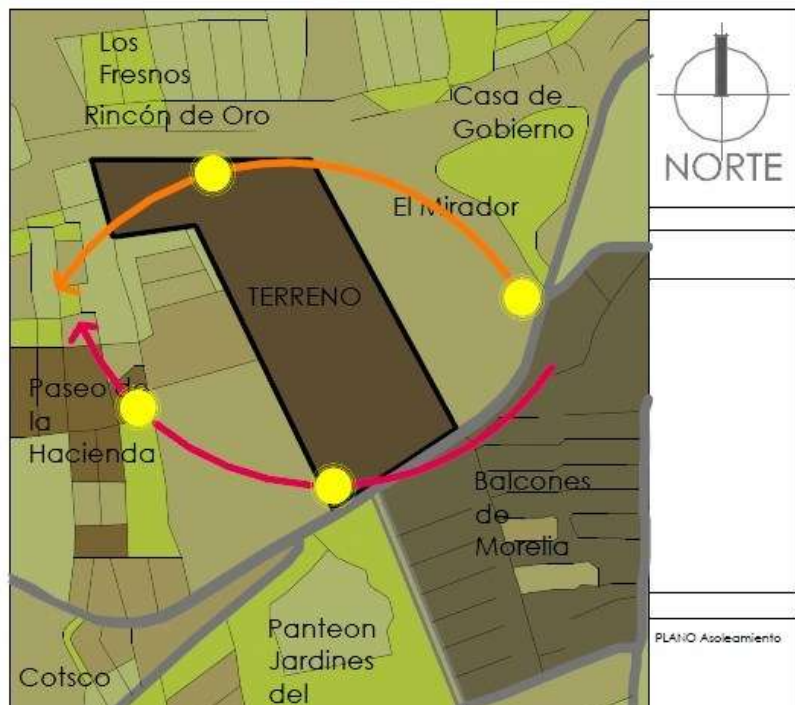 Los
Fresnos
Rincón de Oro
Casa de
Gobierno
El Mirador
TERRENO
Paseo de
la
Hacienda
Balcones
de
Morelia
Panteon
Jardines
del
Cotsco
NORTE
PLANO Asoleamiento